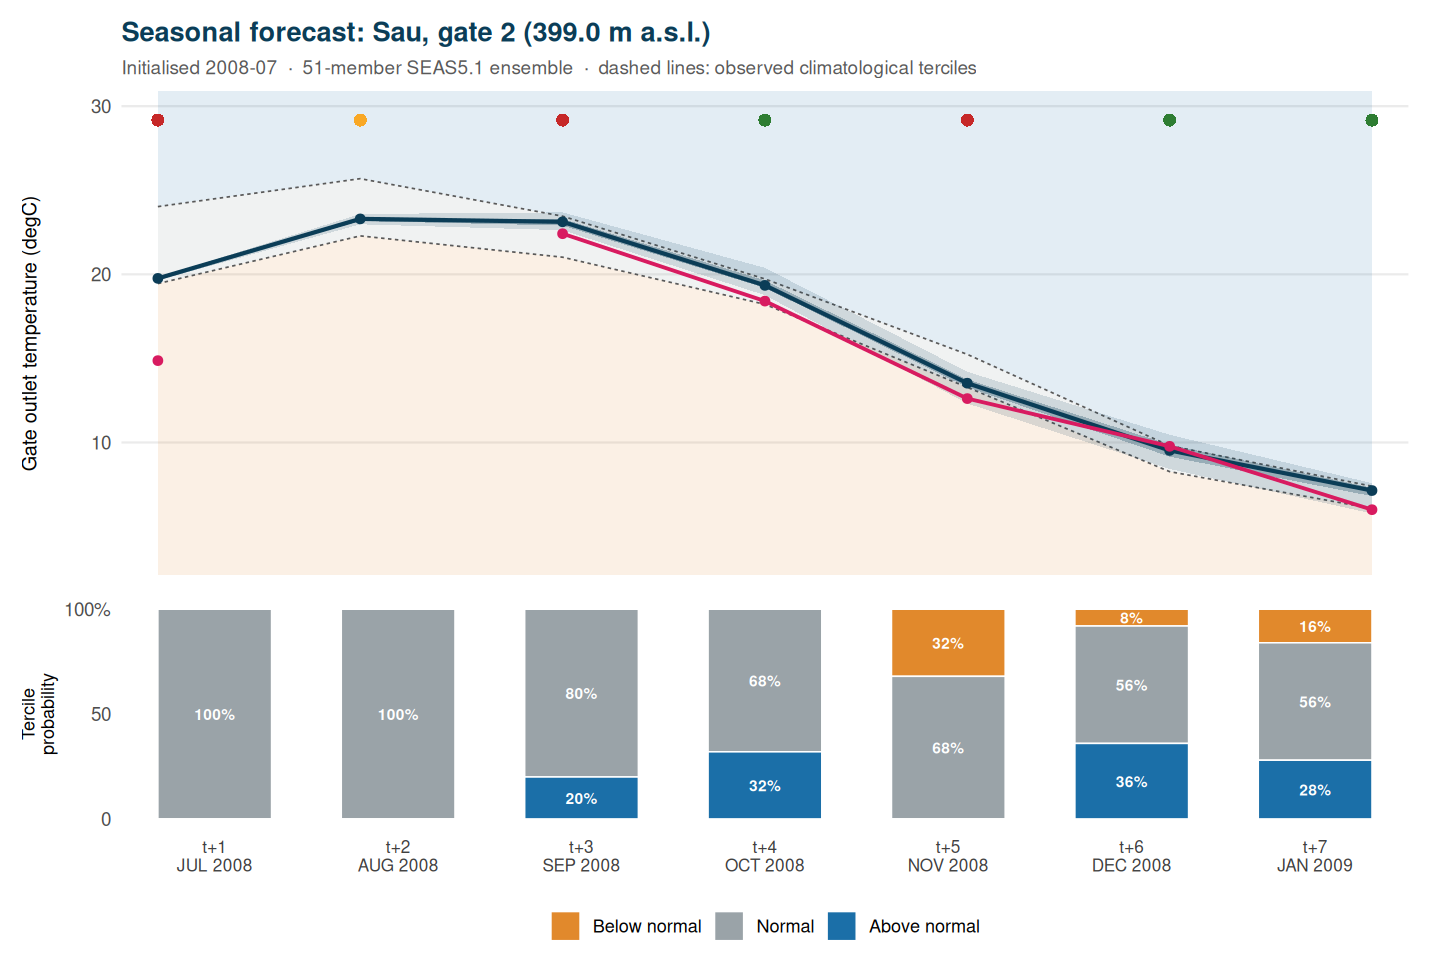 Seasonal forecast: Sau, gate 2 (399.0 m a.s.l.)
Initialised 2008-07 · 51-member SEAS5.1 ensemble · dashed lines: observed climatological terciles
Gate outlet temperature (degC)
30
20
10
Tercile
probability
100%
50
0
100%
100%
80%
20%
68%
32%
32%
68%
8%
56%
36%
16%
56%
28%
t+1
JUL 2008
t+2
AUG 2008
t+3
SEP 2008
t+4
OCT 2008
t+5
NOV 2008
t+6
DEC 2008
t+7
JAN 2009
Below normal
Normal
Above normal